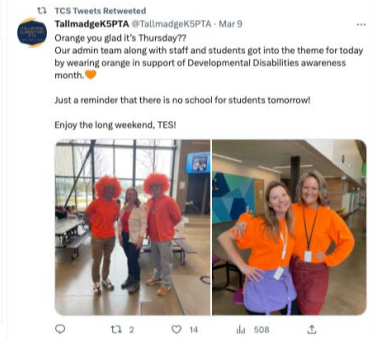 TCS Tweets Retweeted
TallmadgeK5PTA @TallmadgeK5PTA · Mar 9
Orange you glad it's Thursday??
Our admin team along with staff and students got into the theme for today
by wearing orange in support of Developmental Disabilities awareness
month.🧡
Just a reminder that there is no school for students tomorrow!
Enjoy the long weekend, TES!
2
14
508